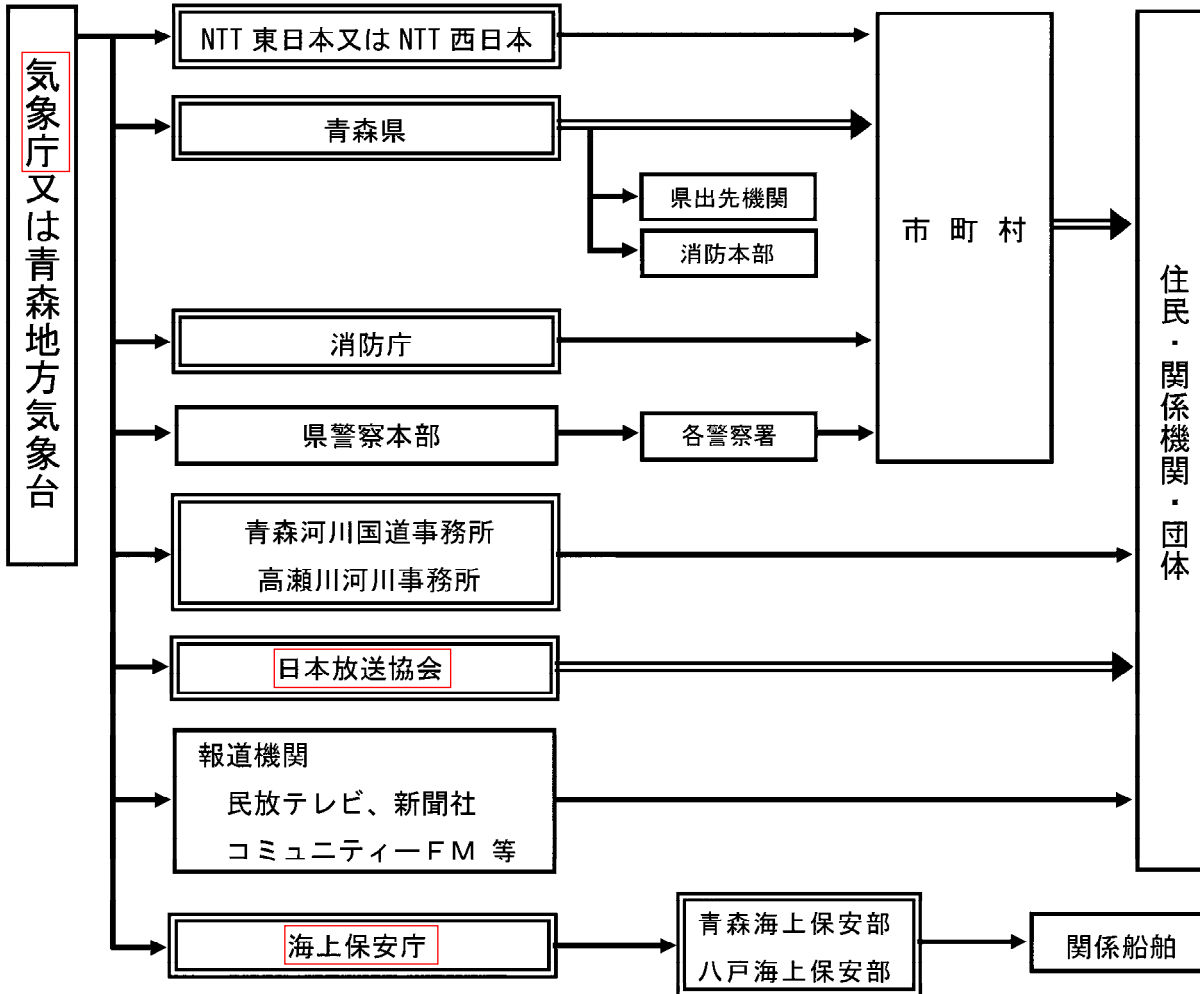 気象庁又は青森地方気象台
NTT 東日本又は NTT 西日本
青森県
県出先機関
消防本部
消防庁
県警察本部
各警察署
市町村
青森河川国道事務所
高瀬川河川事務所
日本放送協会
報道機関
民放テレビ、新聞社
コミュニティーFM 等
住民・関係機関・団体
海上保安庁
青森海上保安部
八戸海上保安部
関係船舶